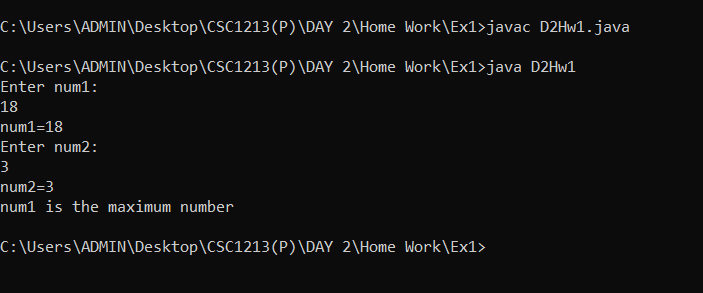 C:\Users\ADMIN\Desktop\CSC1213(P)\DAY 2\Home Work\Ex1>javac D2Hw1.java
C:\Users\ADMIN\Desktop\CSC1213(P)\DAY 2\Home Work\Ex1>java D2Hw1
Enter num1:
18
num1=18
Enter num2:
3
num2=3
num1 is the maximum number
C:\Users\ADMIN\Desktop\CSC1213(P)\DAY 2\Home Work\Ex1>